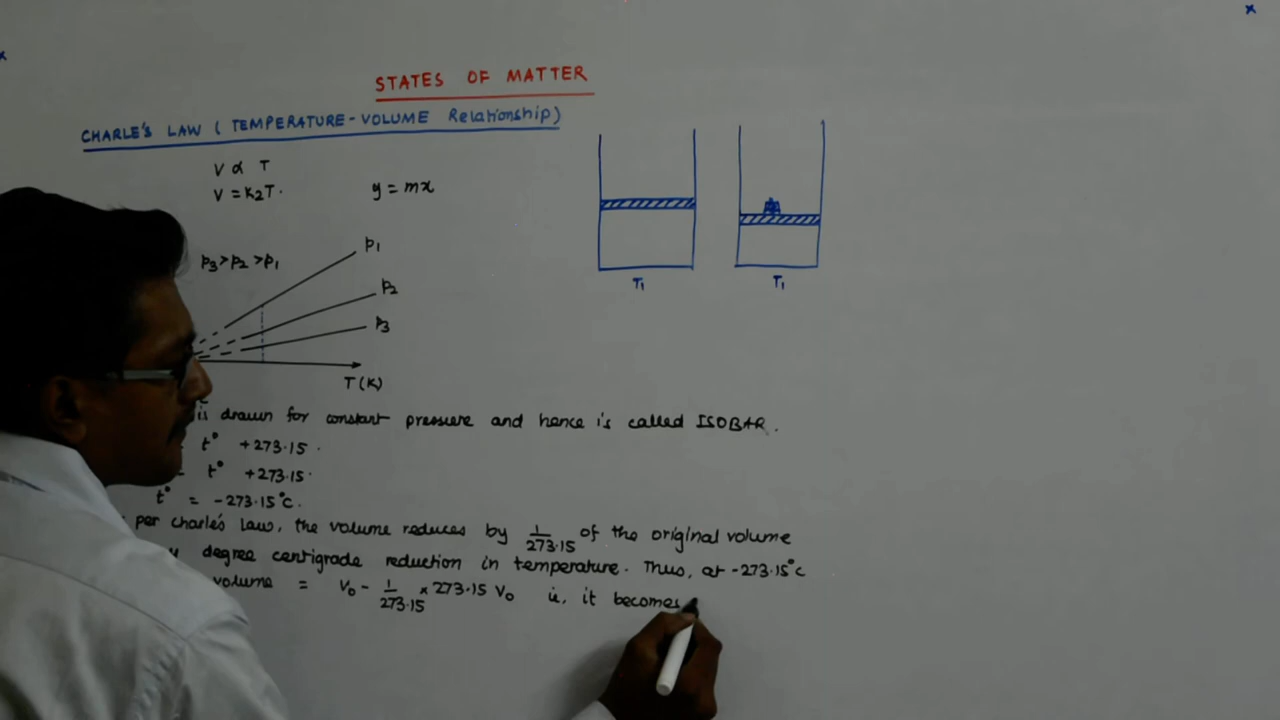 STATES OF MATTER
CHARLE'S LAW ( TEMPERATURE - VOLUME Relationship)
V ∝ T
V = K₂T.
y = mx
p₃ > p₂ > p₁
p₁
p₂
p₃
T (K)
T₁
T₁
is drawn for constant pressure and hence is called ISOBAR.
t° + 273.15.
t° + 273.15.
t° = -273.15°c.
per charle's Law, the volume reduces by 1/273.15 of the original volume
degree centigrade reduction in temperature. Thus, at -273.15°c
volume = V₀ - 1/273.15 × 273.15 V₀ ie, it becomes